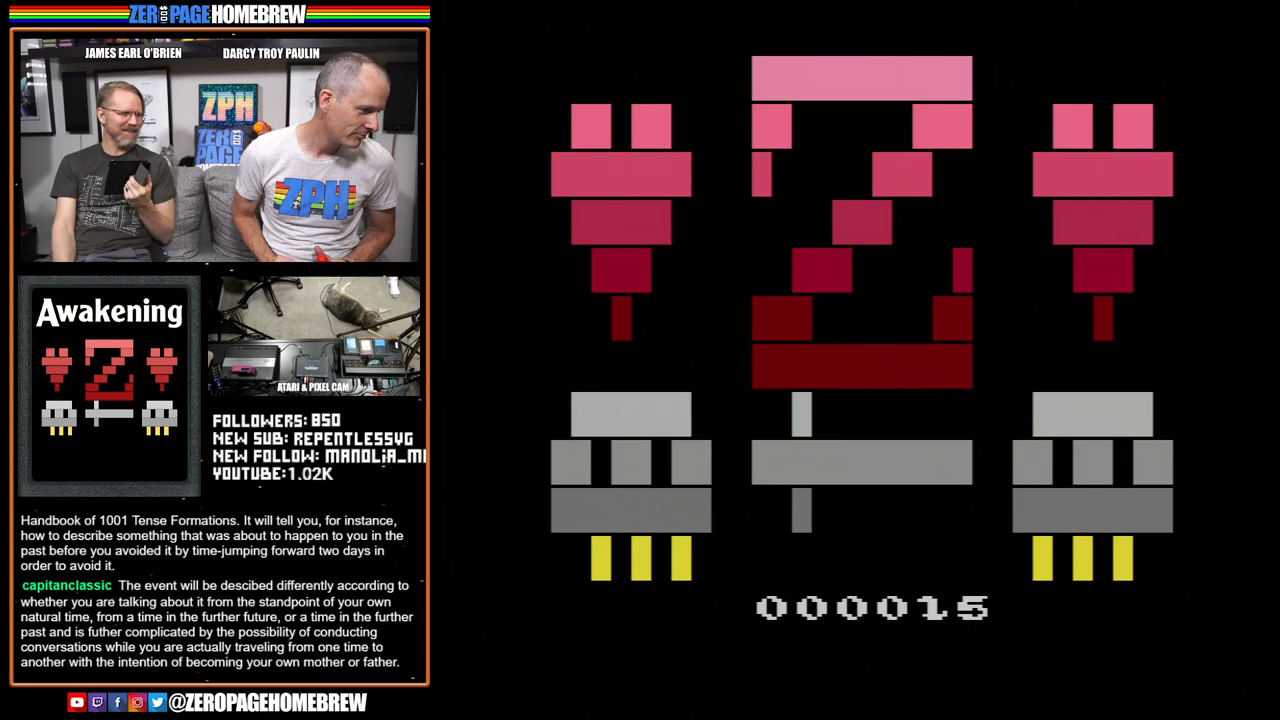 ZEROPAGEHOMEBREW
JAMES EARL O'BRIEN
DARCY TROY PAULIN
ZPH
ZERO
PAGE
ZPH
Awakening
Z
ATARI & PIXEL CAM
FOLLOWERS: 850
NEW SUB: REPENTLESSVG
NEW FOLLOW: MANOLIA_M
YOUTUBE:1.02K
Handbook of 1001 Tense Formations. It will tell you, for instance,
how to describe something that was about to happen to you in the
past before you avoided it by time-jumping forward two days in
order to avoid it.
capitanclassic The event will be descibed differently according to
whether you are talking about it from the standpoint of your own
natural time, from a time in the further future, or a time in the further
past and is futher complicated by the possibility of conducting
conversations while you are actually traveling from one time to
another with the intention of becoming your own mother or father.
@ZEROPAGEHOMEBREW
Z
000015